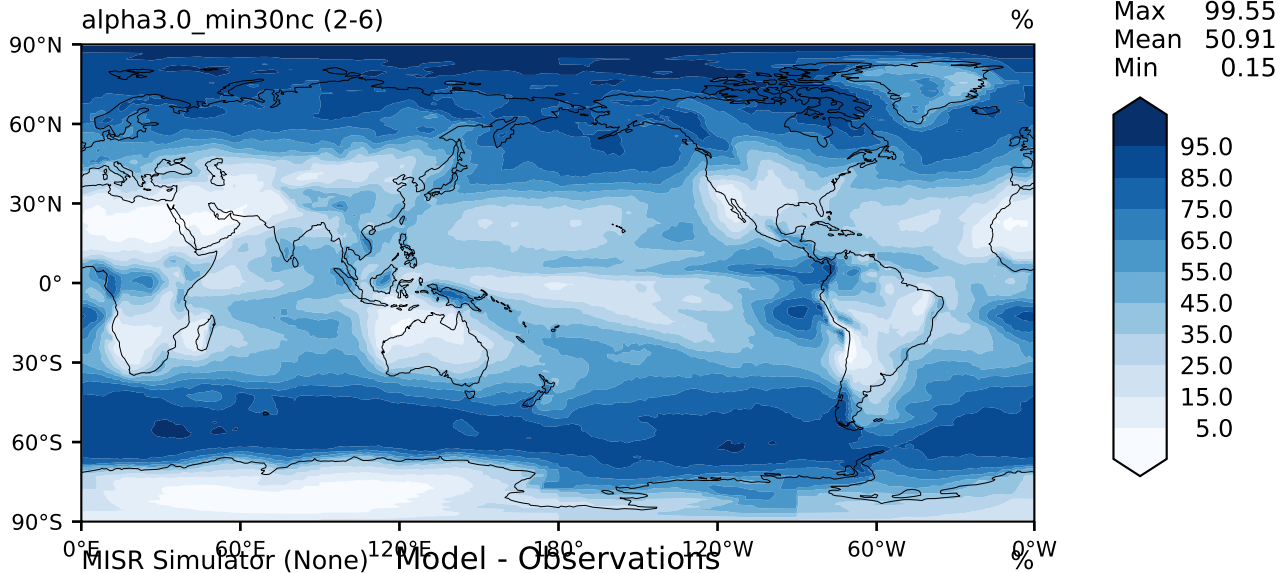 alpha3.0_min30nc (2-6) %
Max 99.55
Mean 50.91
Min 0.15
90°N
60°N
30°N
0°
30°S
60°S
90°S
95.0
85.0
75.0
65.0
55.0
45.0
35.0
25.0
15.0
5.0
0°E 60°E 120°E 180° 120°W 60°W 0°W
MISR Simulator (None) Model - Observations %